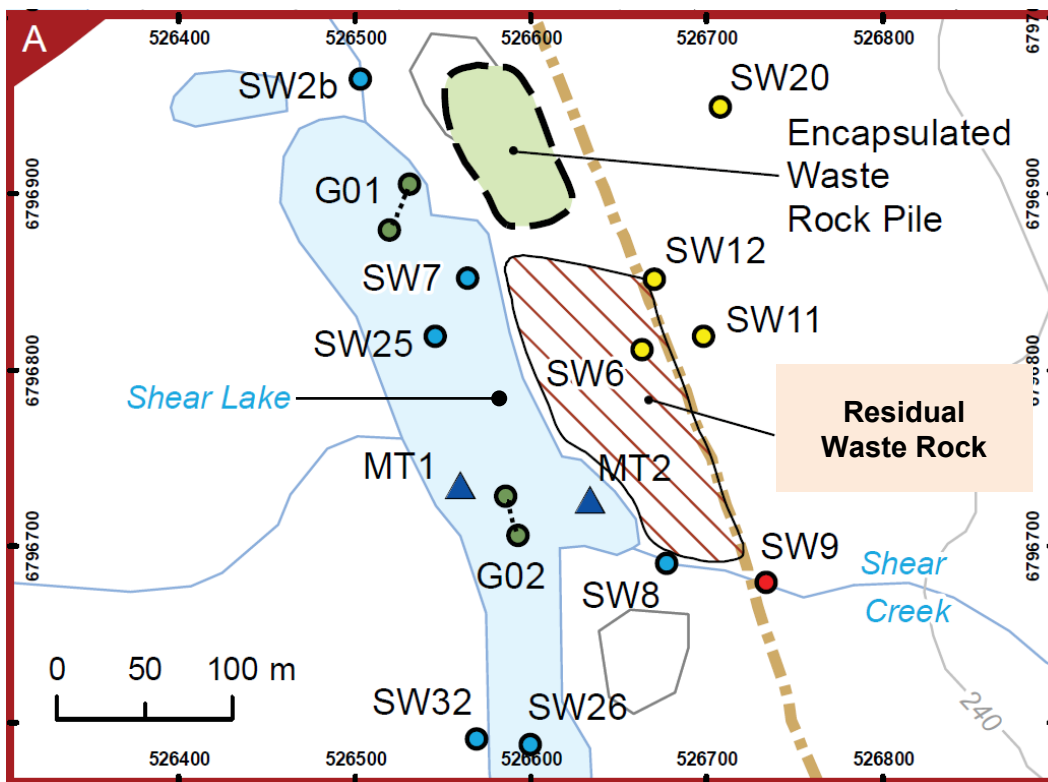 A
526400
526500
526600
526700
526800
67970
SW2b
SW20
Encapsulated
Waste
Rock Pile
6796900
6796900
G01
SW7
SW12
SW25
SW11
SW6
6796800
6796800
Shear Lake
Residual
Waste Rock
MT1
MT2
6796700
6796700
G02
SW8
SW9
Shear
Creek
0 50 100 m
SW32
SW26
240
526400
526500
526600
526700
526800